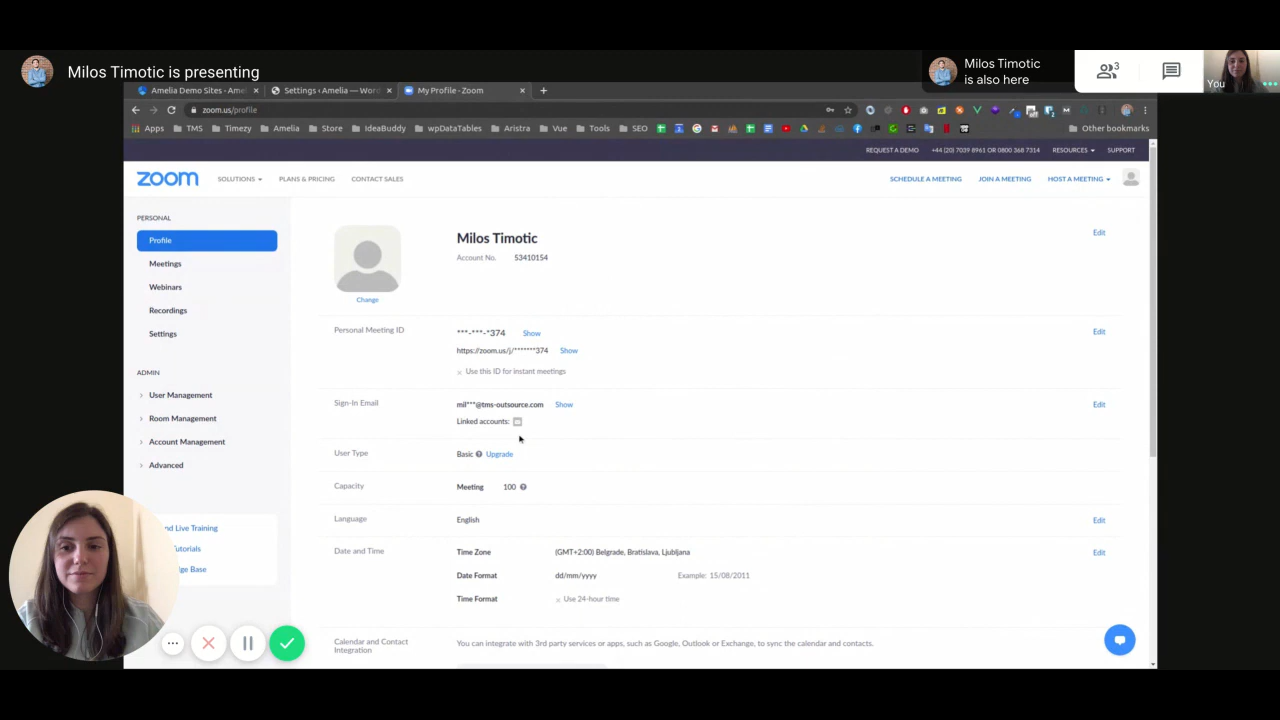 Milos Timotic is presenting
Milos Timotic
is also here
3
You
Amelia Demo Sites - Ame
Settings ‹ Amelia — Wor
My Profile - Zoom
zoom.us/profile
Apps TMS Timezy Amelia Store IdeaBuddy wpDataTables Aristra Vue Tools SEO Other bookmarks
REQUEST A DEMO +44 (20) 7039 8961 OR 0800 368 7314 RESOURCES SUPPORT
zoom SOLUTIONS PLANS & PRICING CONTACT SALES SCHEDULE A MEETING JOIN A MEETING HOST A MEETING
PERSONAL
Profile
Meetings
Webinars
Recordings
Settings
ADMIN
User Management
Room Management
Account Management
Advanced
nd Live Training
utorials
ge Base
Change
Milos Timotic Edit
Account No. 53410154
Personal Meeting ID ***-***-*374 Show Edit
https://zoom.us/j/*******374 Show
Use this ID for instant meetings
Sign-In Email mil***@tms-outsource.com Show Edit
Linked accounts:
User Type Basic Upgrade
Capacity Meeting 100
Language English Edit
Date and Time Time Zone (GMT+2:00) Belgrade, Bratislava, Ljubljana Edit
Date Format dd/mm/yyyy Example: 15/08/2011
Time Format Use 24-hour time
Calendar and Contact
Integration
You can integrate with 3rd party services or apps, such as Google, Outlook or Exchange, to sync the calendar and contacts.